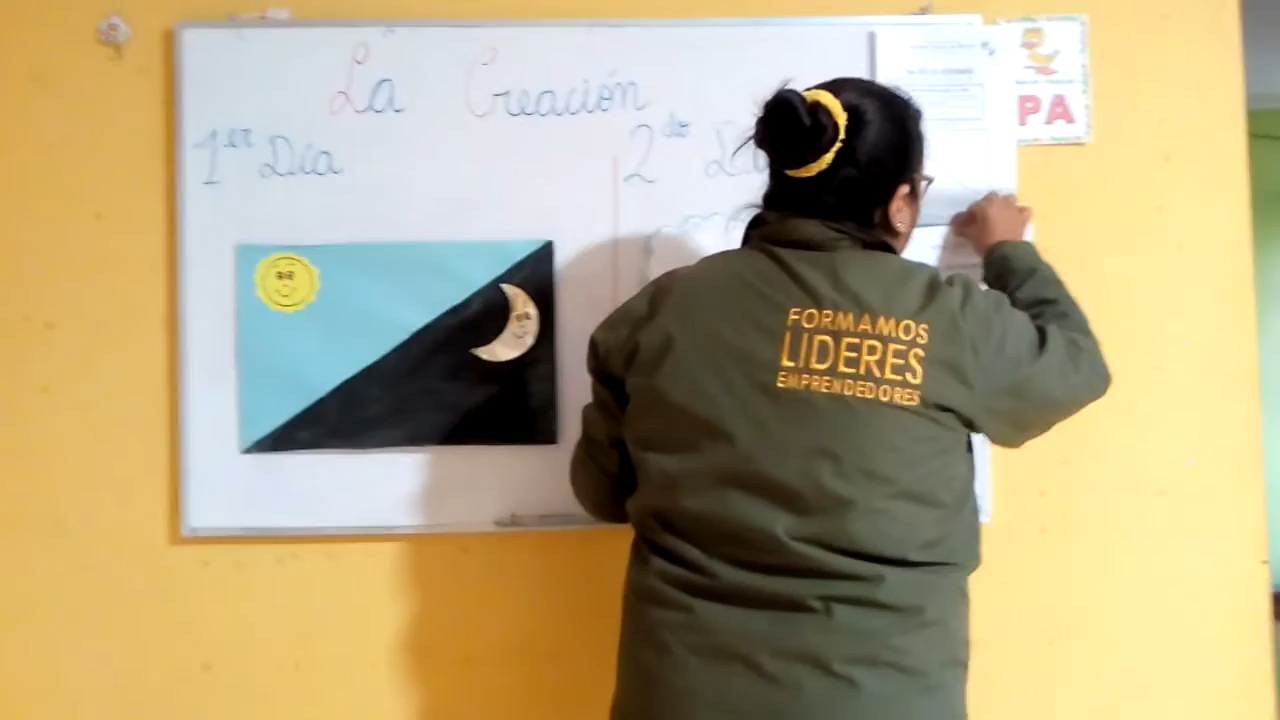 La Creación
1er Día
2do
PA
FORMAMOS
LIDERES
EMPRENDEDORES